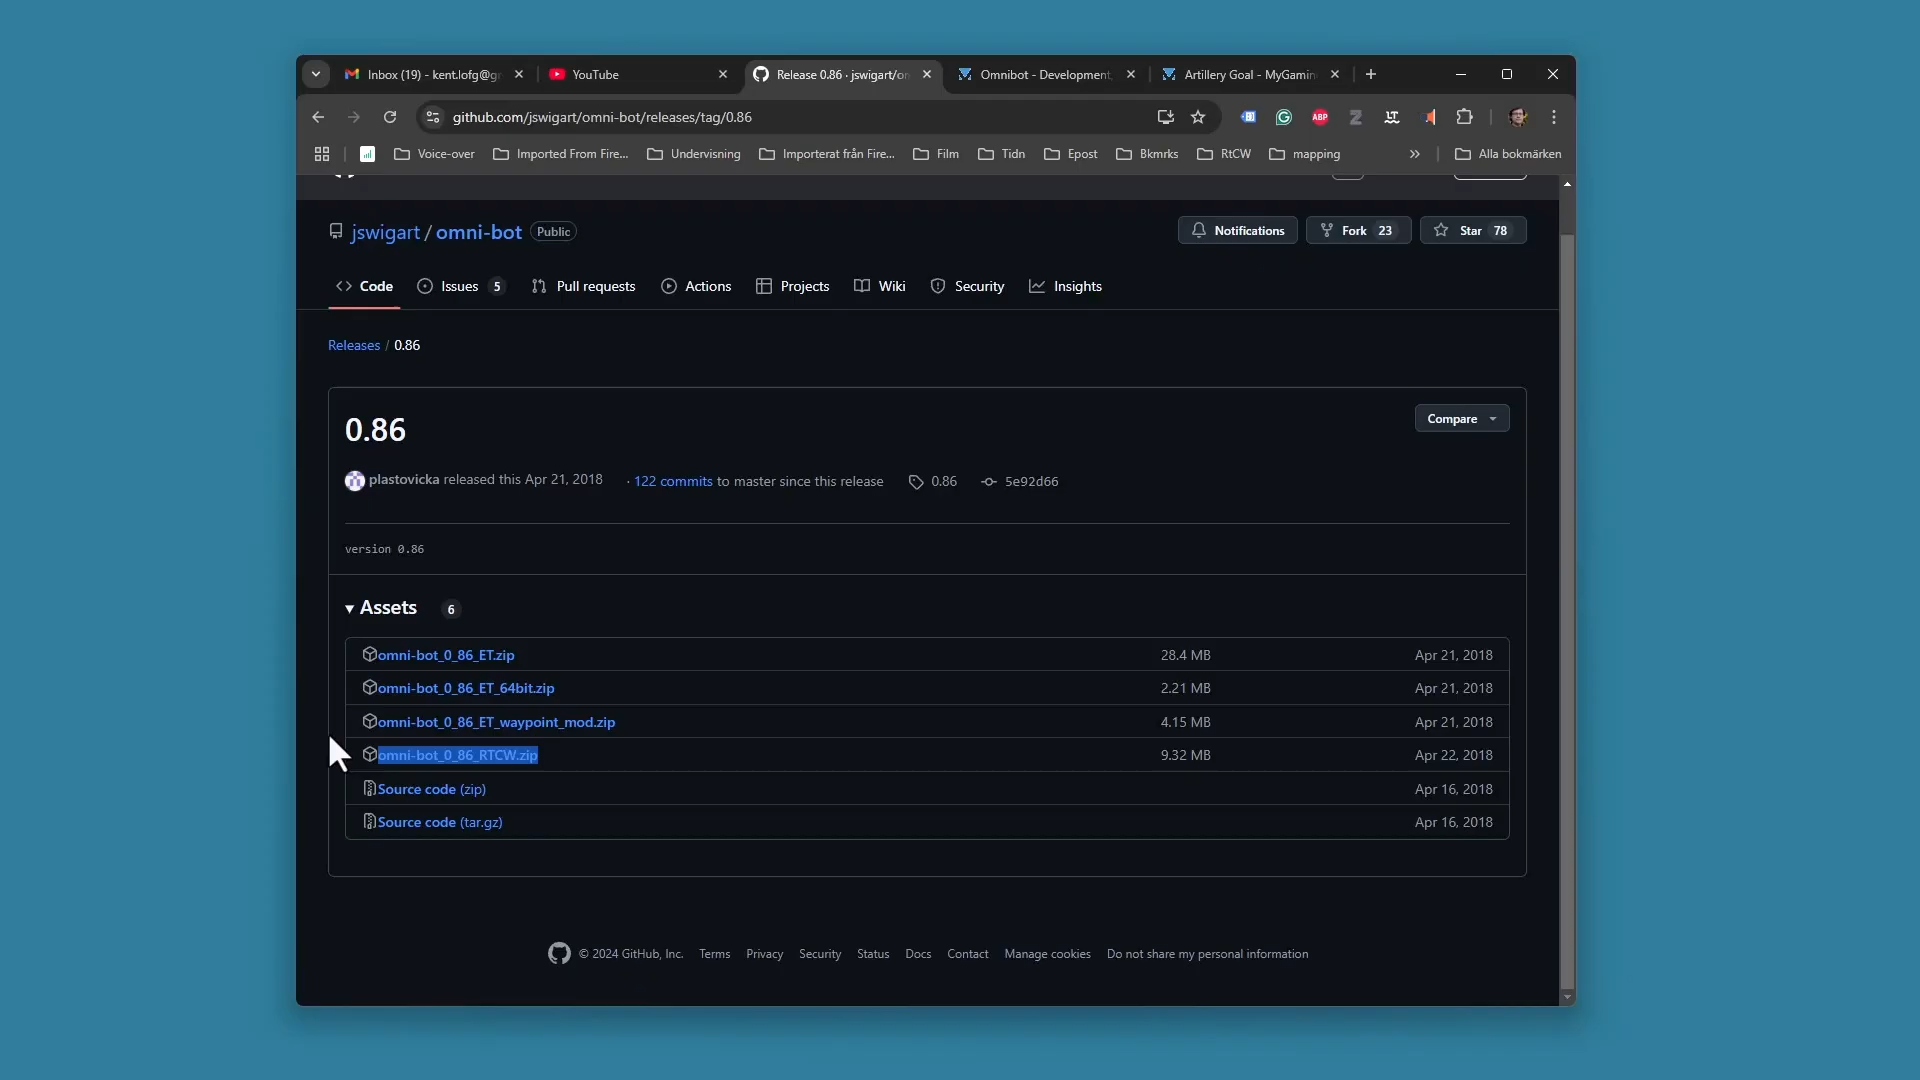 Inbox (19) - kent.lofg@gr
YouTube
Release 0.86 · jswigart/on
Omnibot - Development,
Artillery Goal - MyGamin
github.com/jswigart/omni-bot/releases/tag/0.86
ABP
Voice-over
Imported From Fire...
Undervisning
Importerat från Fire...
Film
Tidn
Epost
Bkmrks
RtCW
mapping
Alla bokmärken
jswigart / omni-bot Public
Notifications
Fork 23
Star 78
Code
Issues 5
Pull requests
Actions
Projects
Wiki
Security
Insights
Releases / 0.86
0.86
Compare
plastovicka released this Apr 21, 2018 · 122 commits to master since this release 0.86 5e92d66
version 0.86
Assets 6
omni-bot_0_86_ET.zip 28.4 MB Apr 21, 2018
omni-bot_0_86_ET_64bit.zip 2.21 MB Apr 21, 2018
omni-bot_0_86_ET_waypoint_mod.zip 4.15 MB Apr 21, 2018
omni-bot_0_86_RTCW.zip 9.32 MB Apr 22, 2018
Source code (zip) Apr 16, 2018
Source code (tar.gz) Apr 16, 2018
© 2024 GitHub, Inc. Terms Privacy Security Status Docs Contact Manage cookies Do not share my personal information